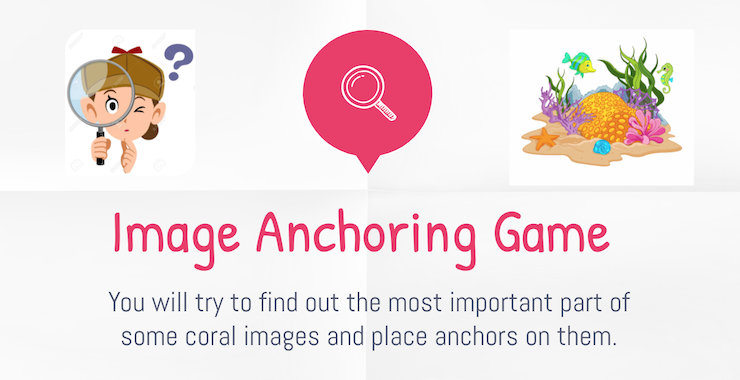 Image Anchoring Game
You will try to find out the most important part of
some coral images and place anchors on them.